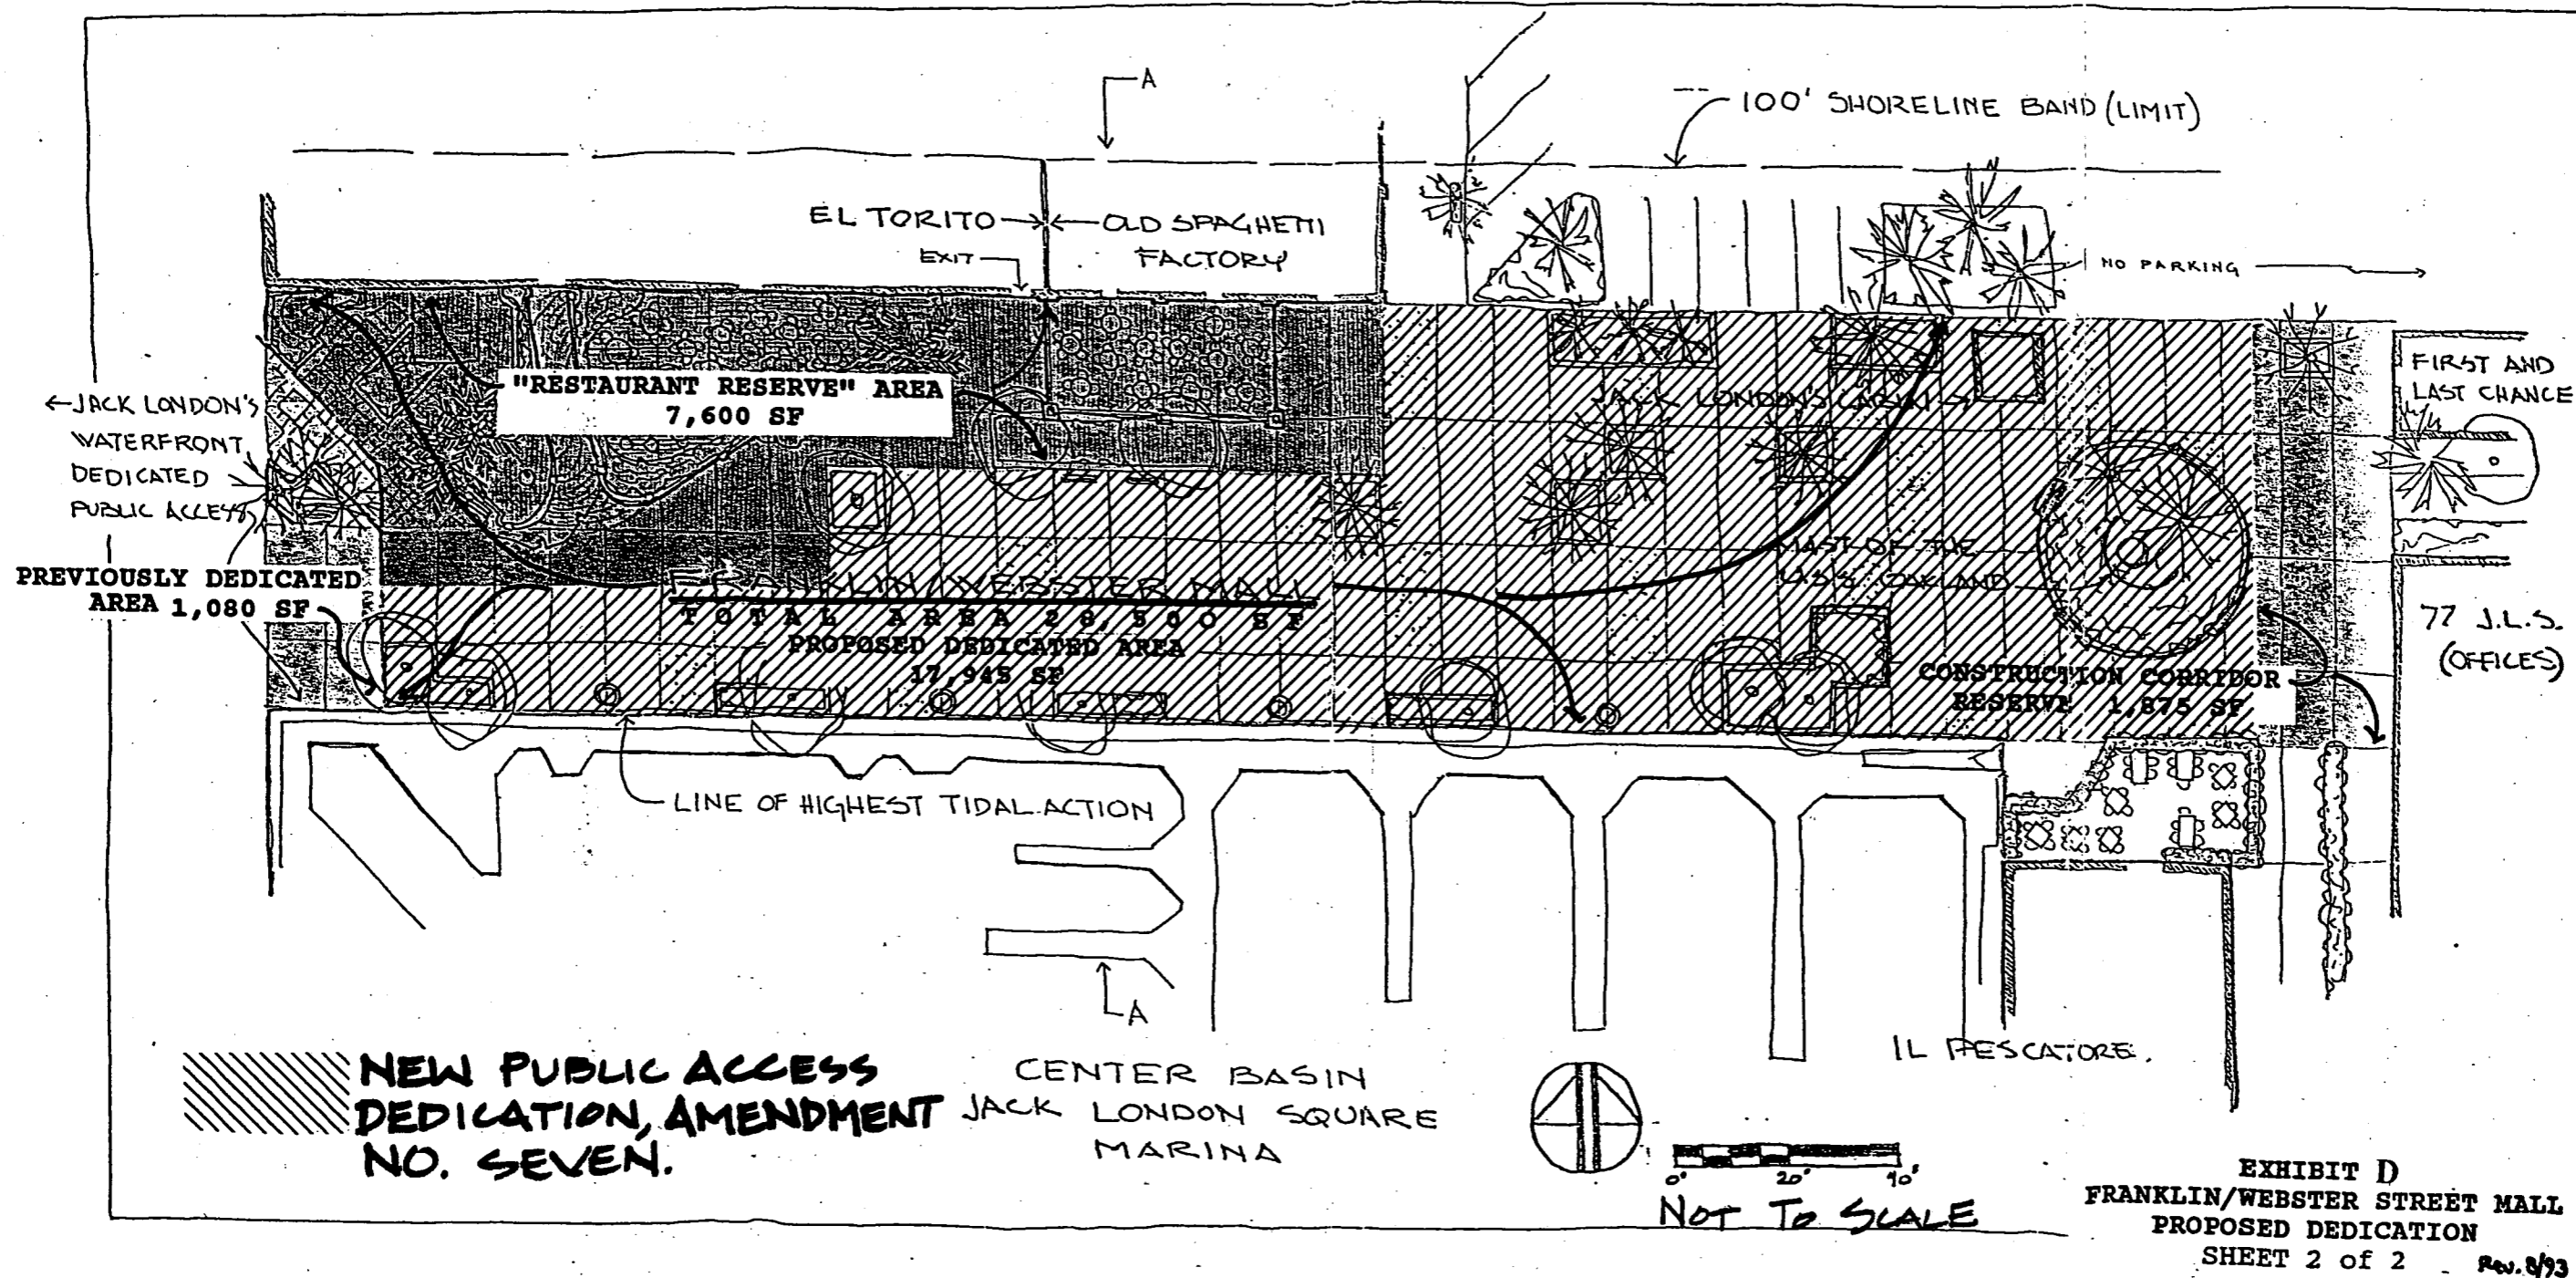 A
100' SHORELINE BAND (LIMIT)
EL TORITO
OLD SPAGHETTI
FACTORY
EXIT
NO PARKING
"RESTAURANT RESERVE" AREA
7,600 SF
JACK LONDON'S CABIN
FIRST AND
LAST CHANCE
JACK LONDON'S
WATERFRONT
DEDICATED
PUBLIC ACCESS
PREVIOUSLY DEDICATED
AREA 1,080 SF
MAST OF THE
U.S.S. OAKLAND
FRANKLIN/WEBSTER MALL
TOTAL AREA 28,500 SF
PROPOSED DEDICATED AREA
17,945 SF
77 J.L.S.
(OFFICES)
CONSTRUCTION CORRIDOR
RESERVE 1,875 SF
LINE OF HIGHEST TIDAL ACTION
A
IL PESCATORE.
NEW PUBLIC ACCESS
DEDICATION, AMENDMENT
NO. SEVEN.
CENTER BASIN
JACK LONDON SQUARE
MARINA
0' 20' 40'
NOT TO SCALE
EXHIBIT D
FRANKLIN/WEBSTER STREET MALL
PROPOSED DEDICATION
SHEET 2 of 2
Rev. 8/93